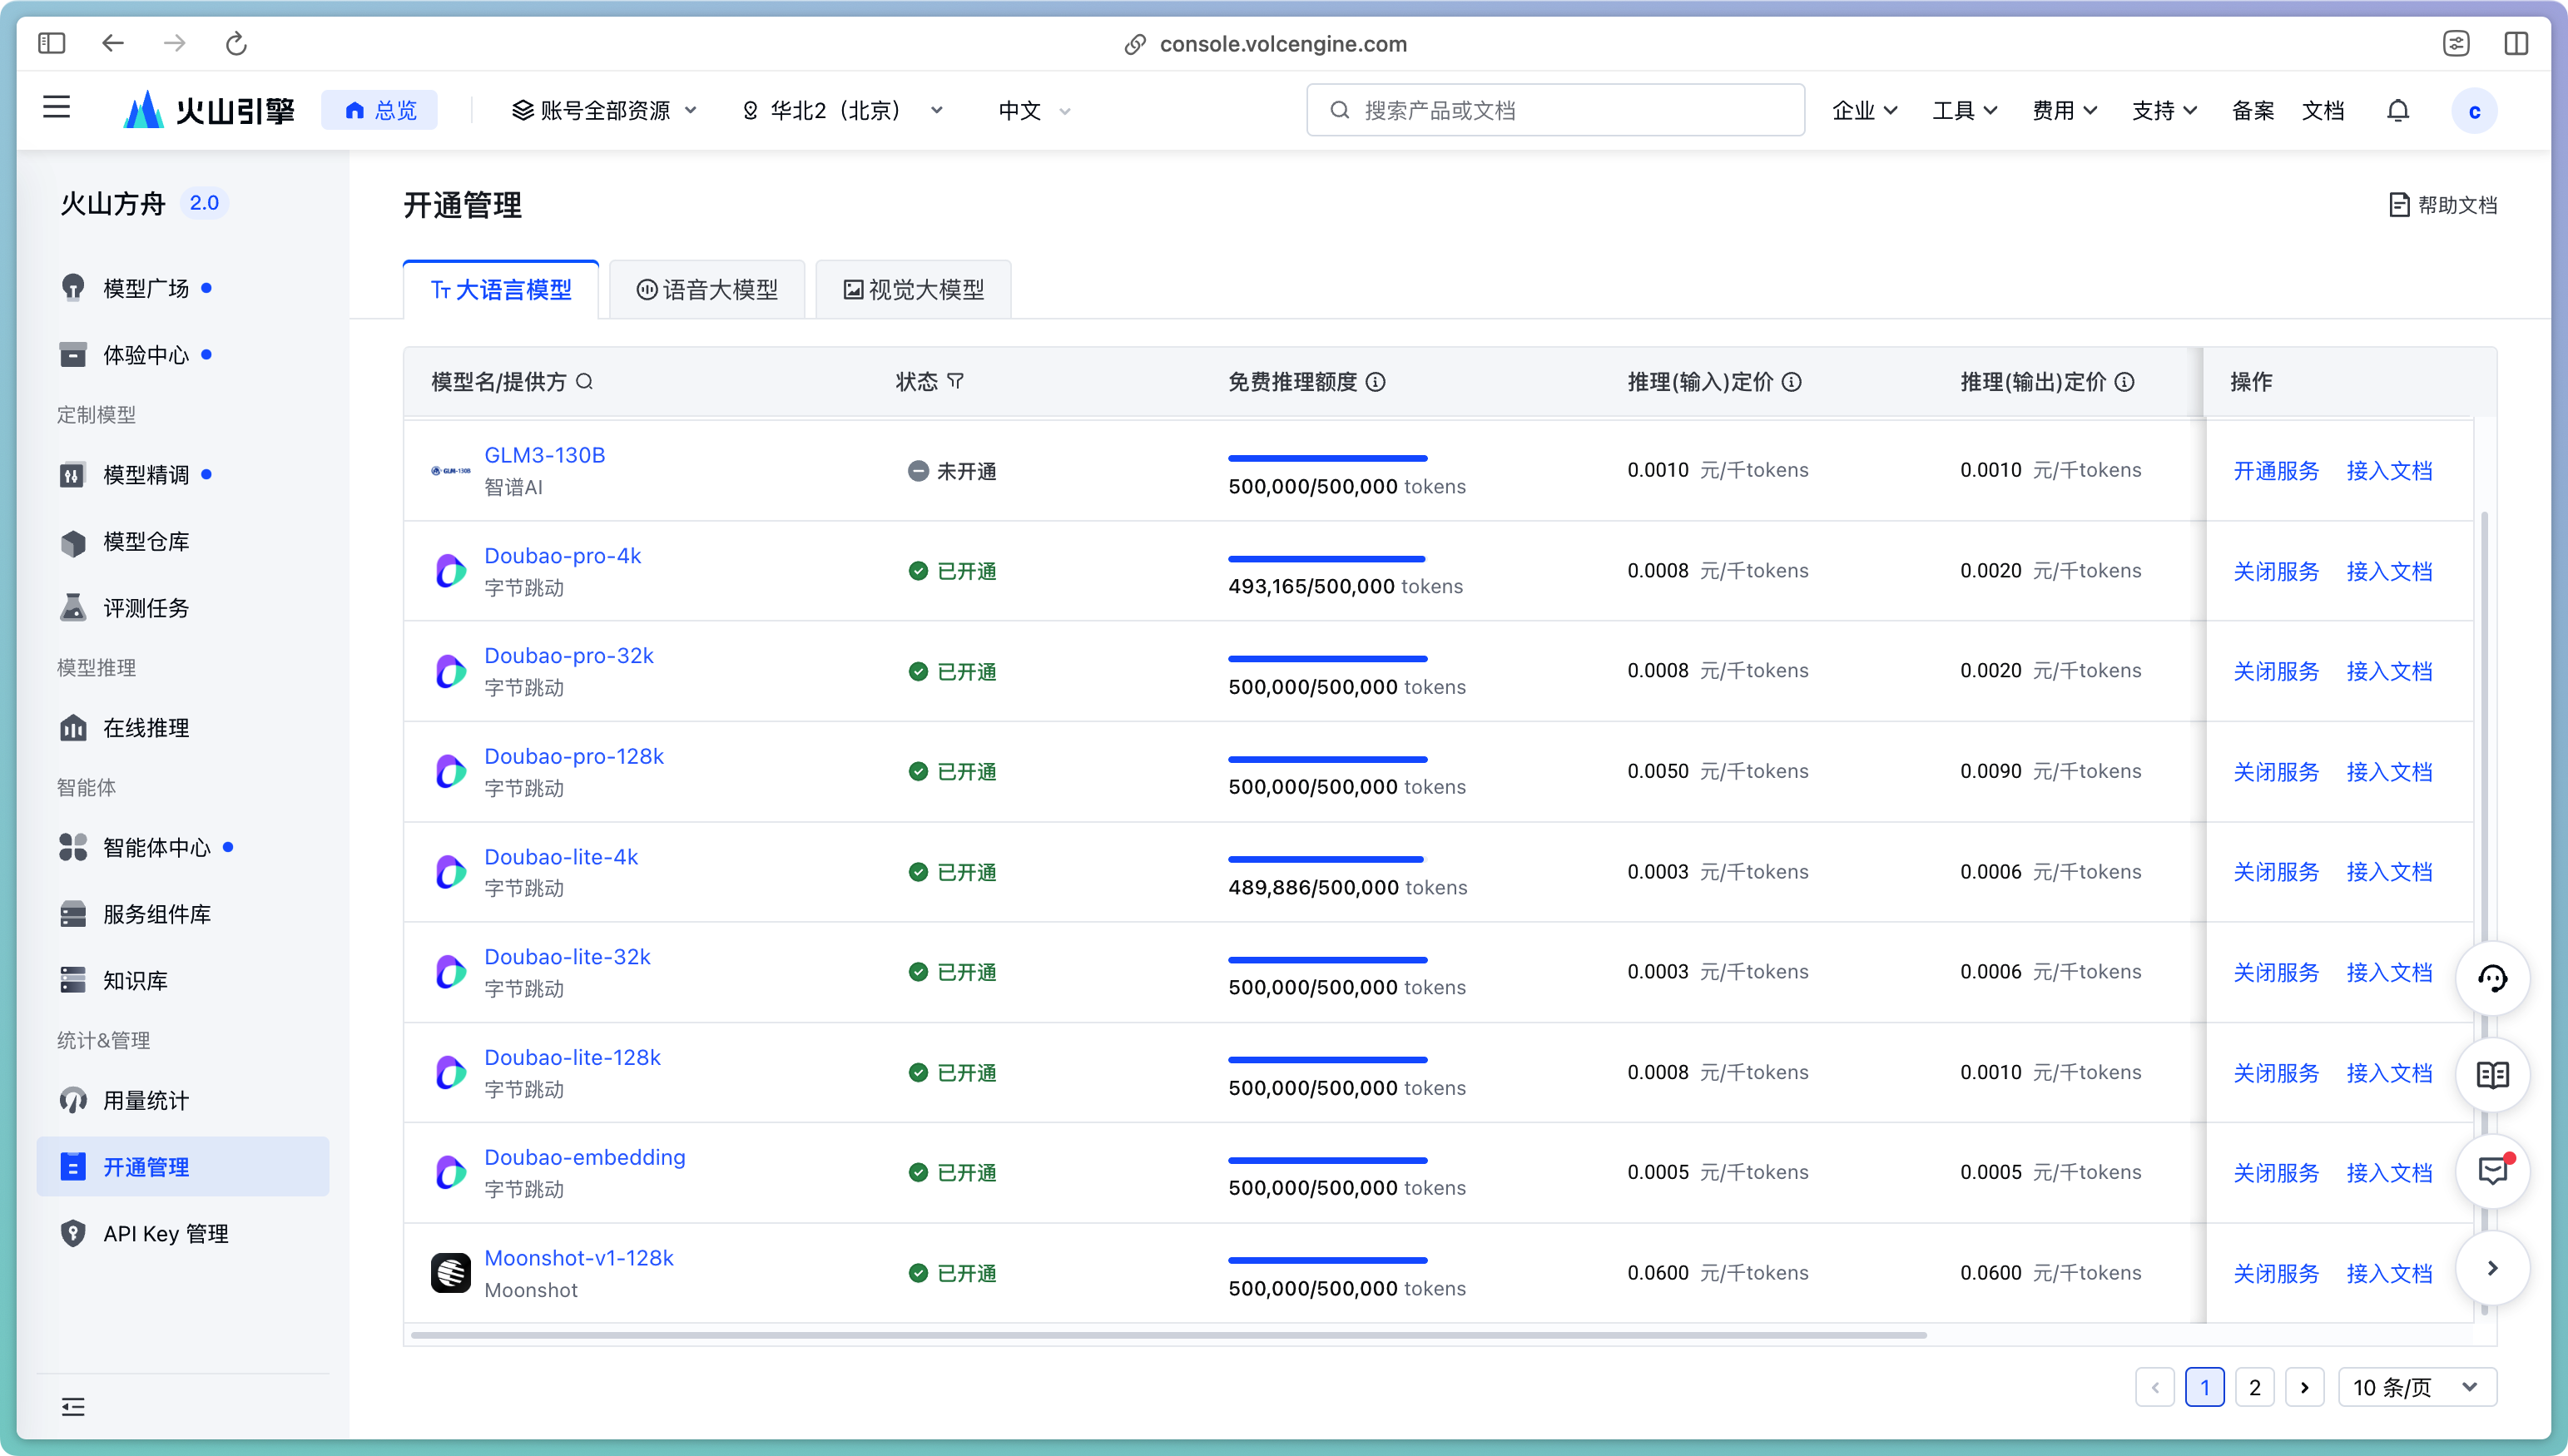 console.volcengine.com
火山引擎
总览
账号全部资源
华北2（北京）
中文
搜索产品或文档
企业
工具
费用
支持
备案
文档
c
火山方舟 2.0
模型广场
体验中心
定制模型
模型精调
模型仓库
评测任务
模型推理
在线推理
智能体
智能体中心
服务组件库
知识库
统计&管理
用量统计
开通管理
API Key 管理
开通管理
帮助文档
大语言模型
语音大模型
视觉大模型
模型名/提供方 状态 免费推理额度 推理(输入)定价 推理(输出)定价 操作
GLM-130B
GLM3-130B
智谱AI
未开通
500,000/500,000 tokens
0.0010 元/千tokens
0.0010 元/千tokens
开通服务 接入文档
Doubao-pro-4k
字节跳动
已开通
493,165/500,000 tokens
0.0008 元/千tokens
0.0020 元/千tokens
关闭服务 接入文档
Doubao-pro-32k
字节跳动
已开通
500,000/500,000 tokens
0.0008 元/千tokens
0.0020 元/千tokens
关闭服务 接入文档
Doubao-pro-128k
字节跳动
已开通
500,000/500,000 tokens
0.0050 元/千tokens
0.0090 元/千tokens
关闭服务 接入文档
Doubao-lite-4k
字节跳动
已开通
489,886/500,000 tokens
0.0003 元/千tokens
0.0006 元/千tokens
关闭服务 接入文档
Doubao-lite-32k
字节跳动
已开通
500,000/500,000 tokens
0.0003 元/千tokens
0.0006 元/千tokens
关闭服务 接入文档
Doubao-lite-128k
字节跳动
已开通
500,000/500,000 tokens
0.0008 元/千tokens
0.0010 元/千tokens
关闭服务 接入文档
Doubao-embedding
字节跳动
已开通
500,000/500,000 tokens
0.0005 元/千tokens
0.0005 元/千tokens
关闭服务 接入文档
Moonshot-v1-128k
Moonshot
已开通
500,000/500,000 tokens
0.0600 元/千tokens
0.0600 元/千tokens
关闭服务 接入文档
1 2 10 条/页